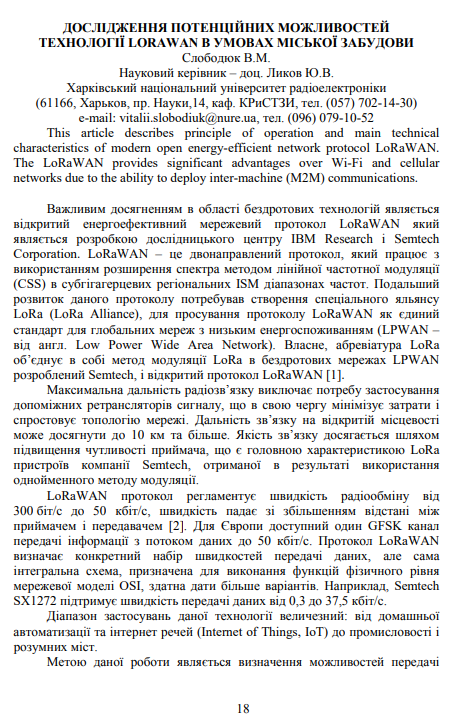 ДОСЛІДЖЕННЯ ПОТЕНЦІЙНИХ МОЖЛИВОСТЕЙ
ТЕХНОЛОГІЇ LORAWAN В УМОВАХ МІСЬКОЇ ЗАБУДОВИ
Слободюк В.М.
Науковий керівник – доц. Ликов Ю.В.
Харківський національний університет радіоелектроніки
(61166, Харков, пр. Науки,14, каф. КРиСТЗИ, тел. (057) 702-14-30)
e-mail: vitalii.slobodiuk@nure.ua, тел. (096) 079-10-52
This article describes principle of operation and main technical
characteristics of modern open energy-efficient network protocol LoRaWAN.
The LoRaWAN provides significant advantages over Wi-Fi and cellular
networks due to the ability to deploy inter-machine (M2M) communications.
Важливим досягненням в області бездротових технологій являється
відкритий енергоефективний мережевий протокол LoRaWAN який
являється розробкою дослідницького центру IBM Research і Semtech
Corporation. LoRaWAN – це двонаправлений протокол, який працює з
використанням розширення спектра методом лінійної частотної модуляції
(CSS) в субгігагерцевих регіональних ISM діапазонах частот. Подальший
розвиток даного протоколу потребував створення спеціального альянсу
LoRa (LoRa Alliance), для просування протоколу LoRaWAN як єдиний
стандарт для глобальних мереж з низьким енергоспоживанням (LPWAN –
від англ. Low Power Wide Area Network). Власне, абревіатура LoRa
об’єднує в собі метод модуляції LoRa в бездротових мережах LPWAN
розроблений Semtech, і відкритий протокол LoRaWAN [1].
Максимальна дальність радіозв’язку виключає потребу застосування
допоміжних ретрансляторів сигналу, що в свою чергу мінімізує затрати і
спростовує топологію мережі. Дальність зв’язку на відкритій місцевості
може досягнути до 10 км та більше. Якість зв’язку досягається шляхом
підвищення чутливості приймача, що є головною характеристикою LoRa
пристроїв компанії Semtech, отриманої в результаті використання
однойменного методу модуляції.
LoRaWAN протокол регламентує швидкість радіообміну від
300 біт/с до 50 кбіт/с, швидкість падає зі збільшенням відстані між
приймачем і передавачем [2]. Для Європи доступний один GFSK канал
передачі інформації з потоком даних до 50 кбіт/с. Протокол LoRaWAN
визначає конкретний набір швидкостей передачі даних, але сама
інтегральна схема, призначена для виконання функцій фізичного рівня
мережевої моделі OSI, здатна дати більше варіантів. Наприклад, Semtech
SX1272 підтримує швидкість передачі даних від 0,3 до 37,5 кбіт/с.
Діапазон застосувань даної технології величезний: від домашньої
автоматизації та інтернет речей (Internet of Things, IoT) до промисловості і
розумних міст.
Метою даної роботи являється визначення можливостей передачі
18